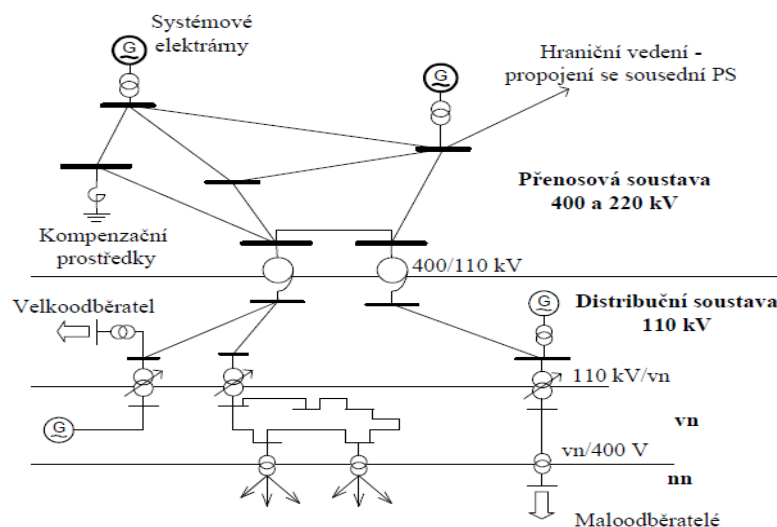 Systémové
elektrárny
G
G
Hraniční vedení -
propojení se sousední PS
Přenosová soustava
400 a 220 kV
Kompenzační
prostředky
400/110 kV
Velkoodběratel
G
Distribuční soustava
110 kV
110 kV/vn
G
vn
vn/400 V
nn
Maloodběratelé